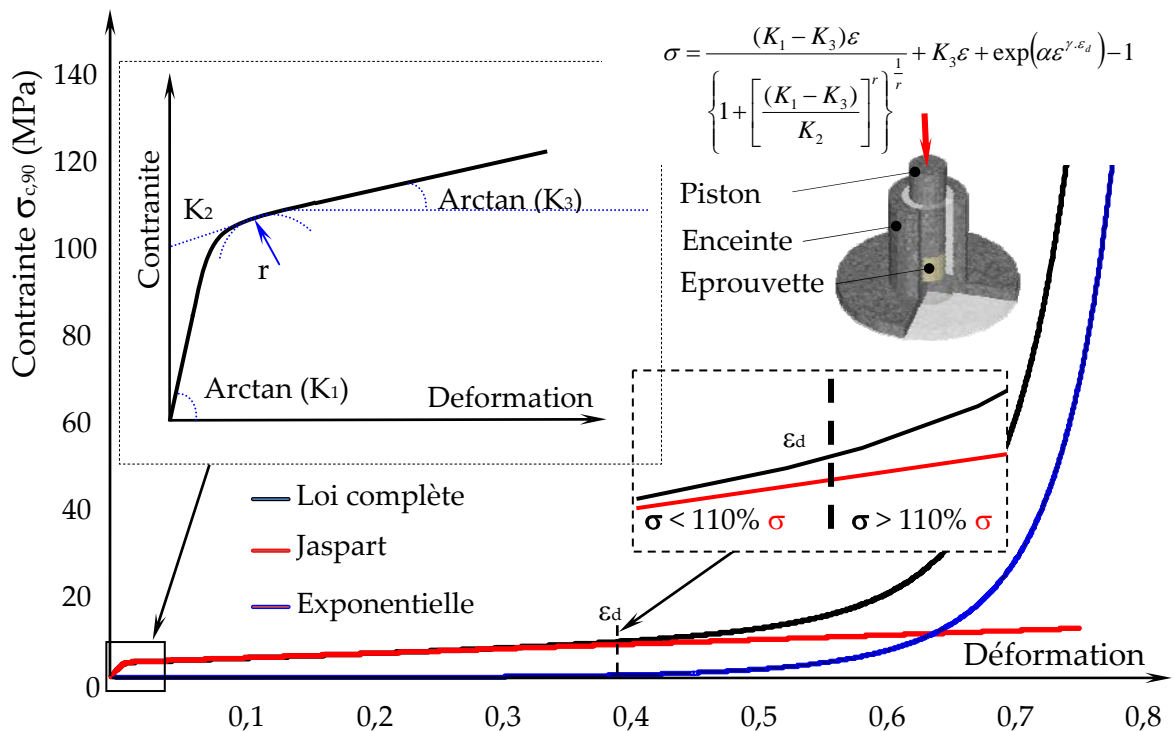 Contrainte σc,90 (MPa)
140
120
100
80
60
40
20
0
0,1
0,2
0,3
0,4
0,5
0,6
0,7
0,8
Déformation
Contranite
K2
r
Arctan (K3)
Arctan (K1)
Deformation
σ = (K1 − K3)ε / {1 + [(K1 − K3) / K2]^r}^(1/r) + K3ε + exp(αε^(γ.εd)) − 1
Piston
Enceinte
Eprouvette
εd
σ < 110% σ
σ > 110% σ
εd
Loi complète
Jaspart
Exponentielle